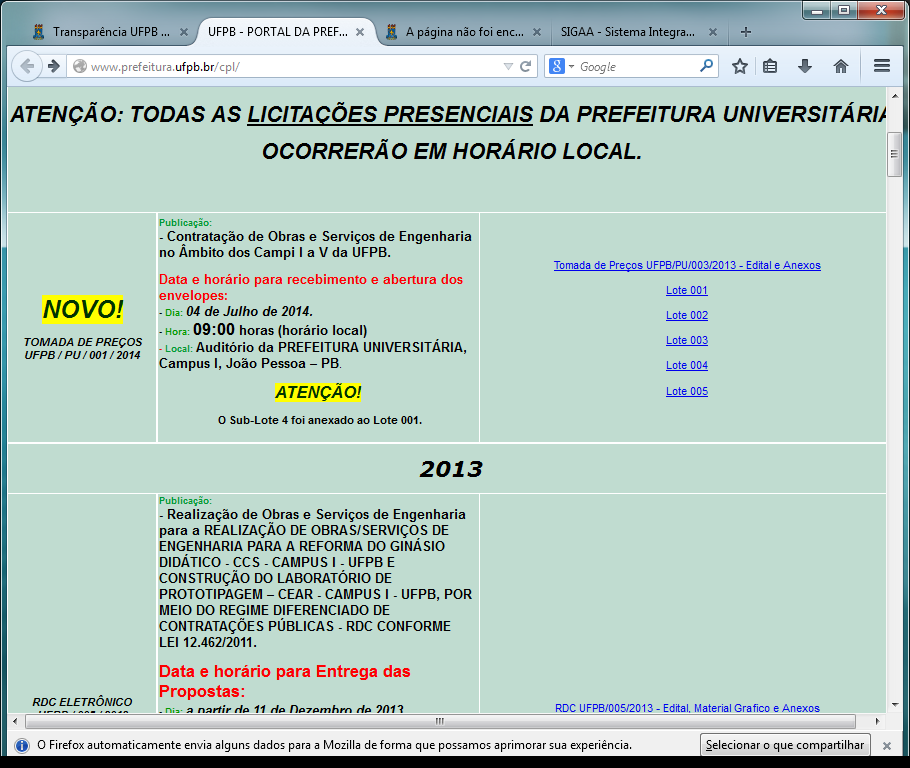 Transparência UFPB ...
UFPB - PORTAL DA PREF...
A página não foi enc...
SIGAA - Sistema Integra...
www.prefeitura.ufpb.br/cpl/
Google
ATENÇÃO: TODAS AS LICITAÇÕES PRESENCIAIS DA PREFEITURA UNIVERSITÁRIA
OCORRERÃO EM HORÁRIO LOCAL.
NOVO!
TOMADA DE PREÇOS
UFPB / PU / 001 / 2014
Publicação:
- Contratação de Obras e Serviços de Engenharia
no Âmbito dos Campi I a V da UFPB.
Data e horário para recebimento e abertura dos
envelopes:
- Dia: 04 de Julho de 2014.
- Hora: 09:00 horas (horário local)
- Local: Auditório da PREFEITURA UNIVERSITÁRIA,
Campus I, João Pessoa – PB.
ATENÇÃO!
O Sub-Lote 4 foi anexado ao Lote 001.
Tomada de Preços UFPB/PU/003/2013 - Edital e Anexos
Lote 001
Lote 002
Lote 003
Lote 004
Lote 005
2013
RDC ELETRÔNICO
Publicação:
- Realização de Obras e Serviços de Engenharia
para a REALIZAÇÃO DE OBRAS/SERVIÇOS DE
ENGENHARIA PARA A REFORMA DO GINÁSIO
DIDÁTICO - CCS - CAMPUS I - UFPB E
CONSTRUÇÃO DO LABORATÓRIO DE
PROTOTIPAGEM – CEAR - CAMPUS I - UFPB, POR
MEIO DO REGIME DIFERENCIADO DE
CONTRATAÇÕES PÚBLICAS - RDC CONFORME
LEI 12.462/2011.
Data e horário para Entrega das
Propostas:
- Dia: a partir de 11 de Dezembro de 2013
RDC UFPB/005/2013 - Edital, Material Grafico e Anexos
O Firefox automaticamente envia alguns dados para a Mozilla de forma que possamos aprimorar sua experiência.
Selecionar o que compartilhar